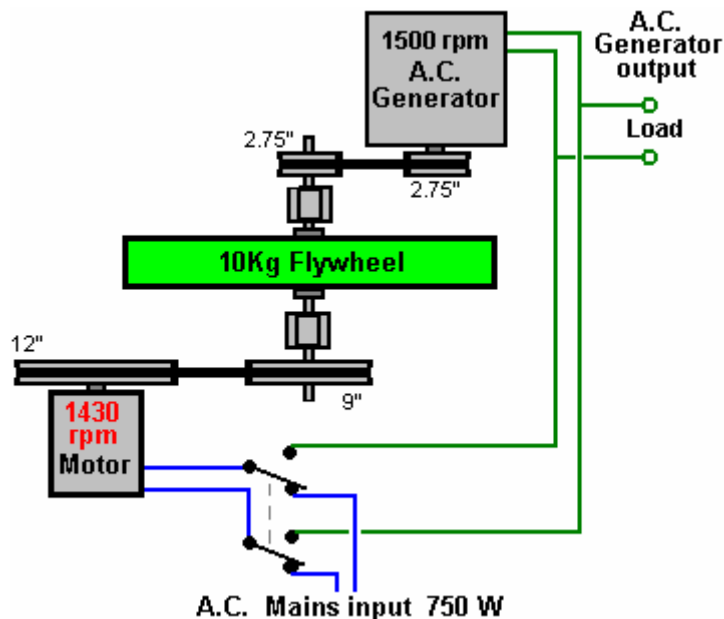 1500 rpm
A.C.
Generator
A.C.
Generator
output
Load
2.75"
2.75"
10Kg Flywheel
12"
9"
1430
rpm
Motor
A.C. Mains input 750 W